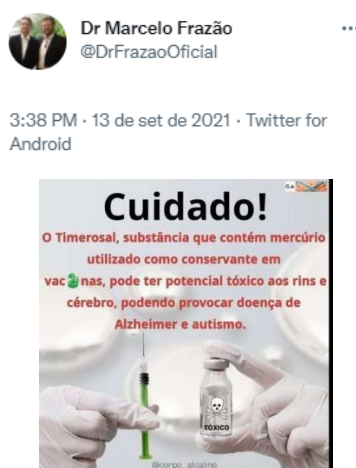 Dr Marcelo Frazão
@DrFrazaoOficial
3:38 PM · 13 de set de 2021 · Twitter for
Android
Cuidado!
O Timerosal, substância que contém mercúrio
utilizado como conservante em
vac nas, pode ter potencial tóxico aos rins e
cérebro, podendo provocar doença de
Alzheimer e autismo.
TÓXICO
@corpo_alcalino